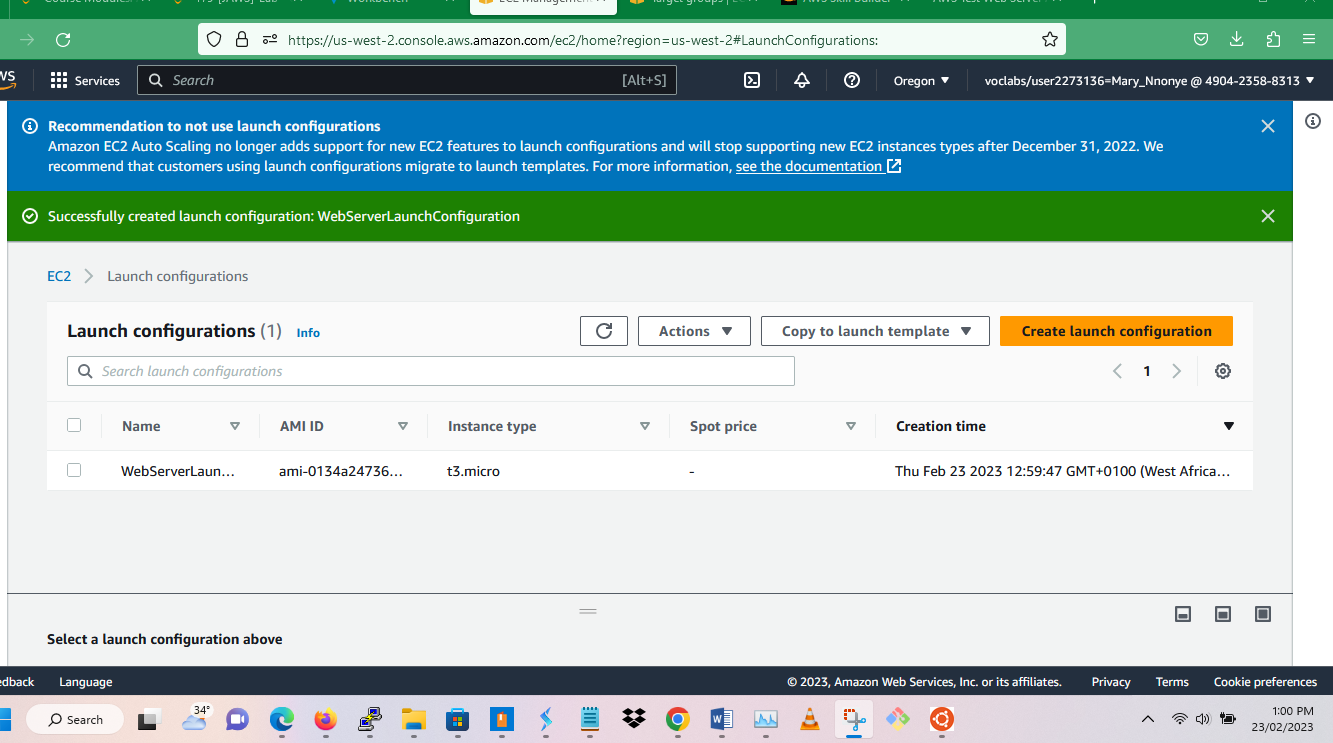 https://us-west-2.console.aws.amazon.com/ec2/home?region=us-west-2#LaunchConfigurations:
Services
Search
[Alt+S]
Oregon
voclabs/user2273136=Mary_Nnonye @ 4904-2358-8313
Recommendation to not use launch configurations
Amazon EC2 Auto Scaling no longer adds support for new EC2 features to launch configurations and will stop supporting new EC2 instances types after December 31, 2022. We
recommend that customers using launch configurations migrate to launch templates. For more information, see the documentation
Successfully created launch configuration: WebServerLaunchConfiguration
EC2 Launch configurations
Launch configurations (1) Info
Actions
Copy to launch template
Create launch configuration
Search launch configurations
1
Name AMI ID Instance type Spot price Creation time
WebServerLaun... ami-0134a24736... t3.micro - Thu Feb 23 2023 12:59:47 GMT+0100 (West Africa...
Select a launch configuration above
edback Language © 2023, Amazon Web Services, Inc. or its affiliates. Privacy Terms Cookie preferences
Search
34°
1:00 PM
23/02/2023